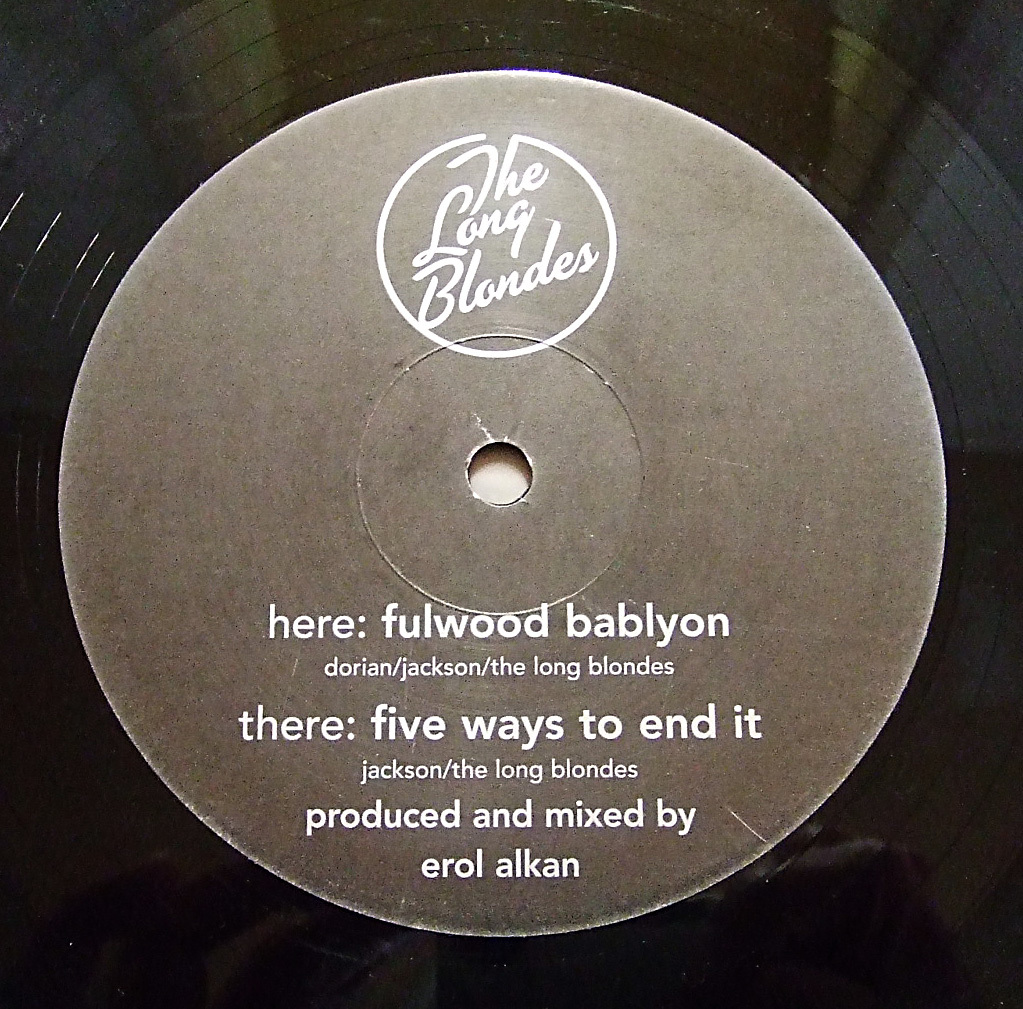 The
Long
Blondes
here: fulwood bablyon
dorian/jackson/the long blondes
there: five ways to end it
jackson/the long blondes
produced and mixed by
erol alkan